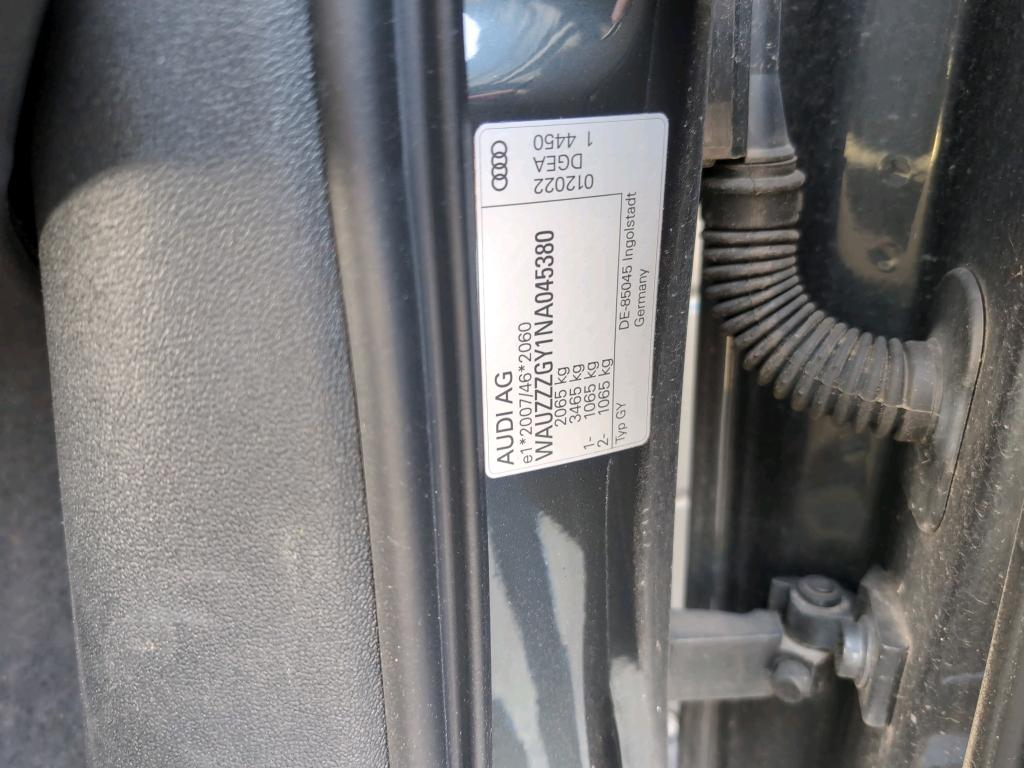 AUDI AG
e1*2007/46*2060
WAUZZZGY1NA045380
2065 kg
3465 kg
1- 1065 kg
2- 1065 kg
Typ GY
DE-85045 Ingolstadt
Germany
012022
DGEA
1 4450